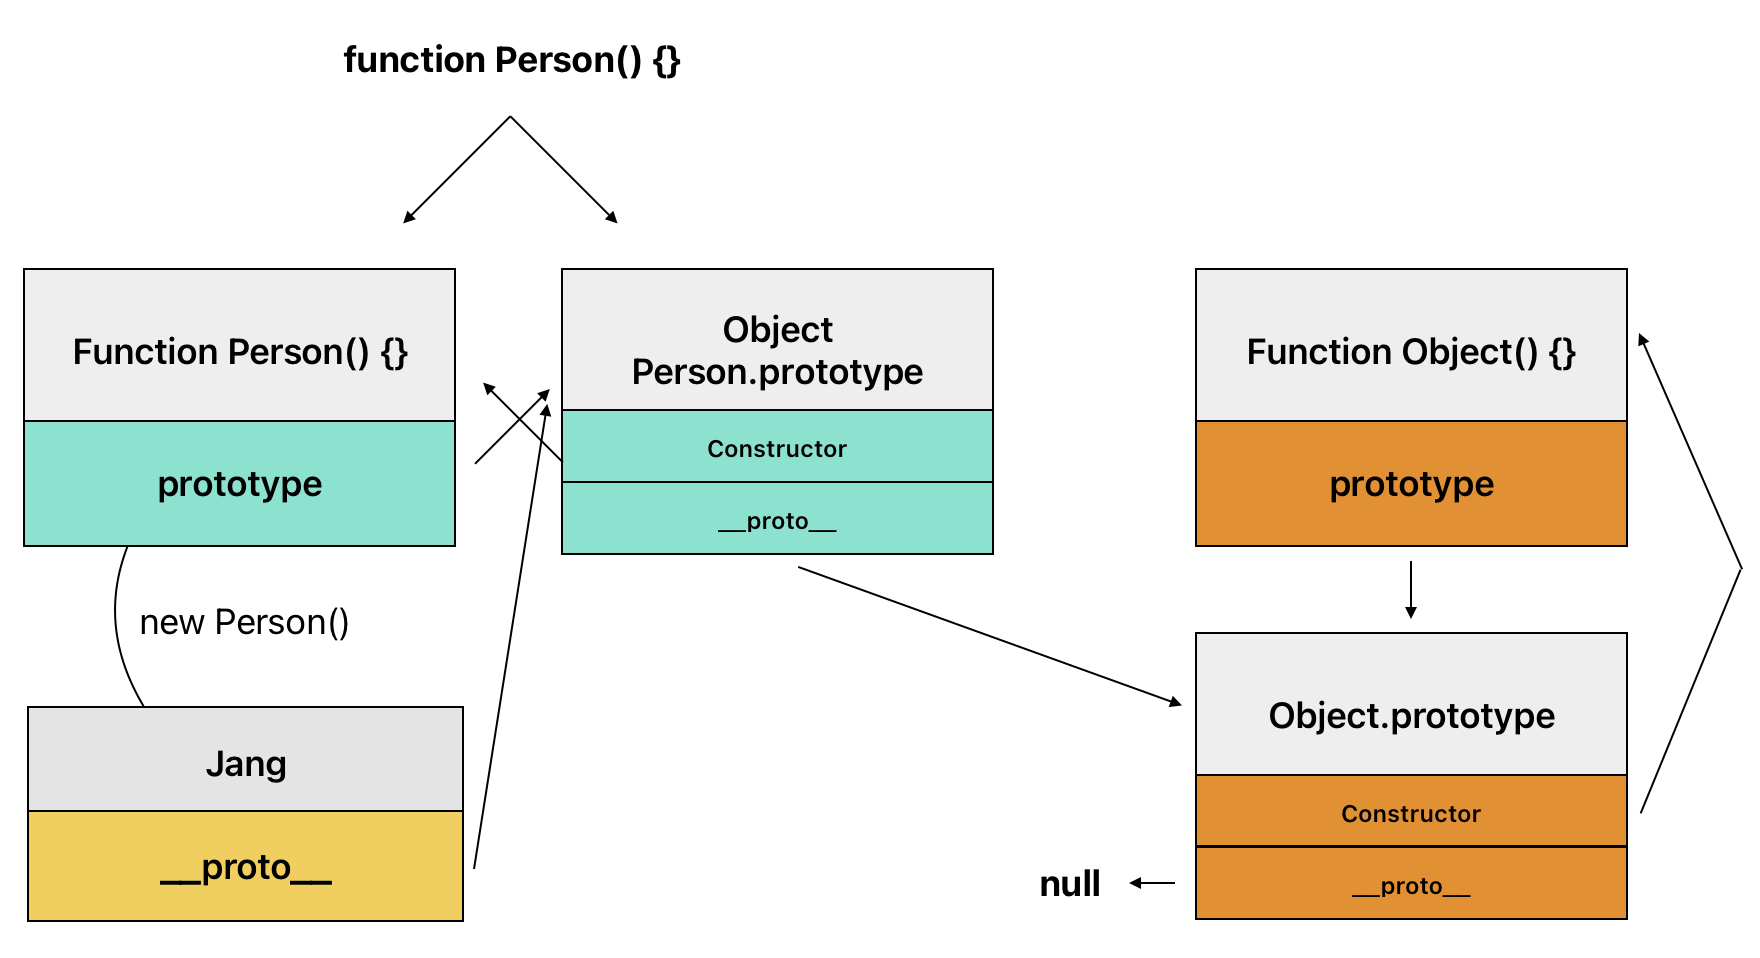 function Person() {}
Function Person() {}
prototype
Object
Person.prototype
Constructor
__proto__
Function Object() {}
prototype
new Person()
Jang
__proto__
Object.prototype
Constructor
__proto__
null